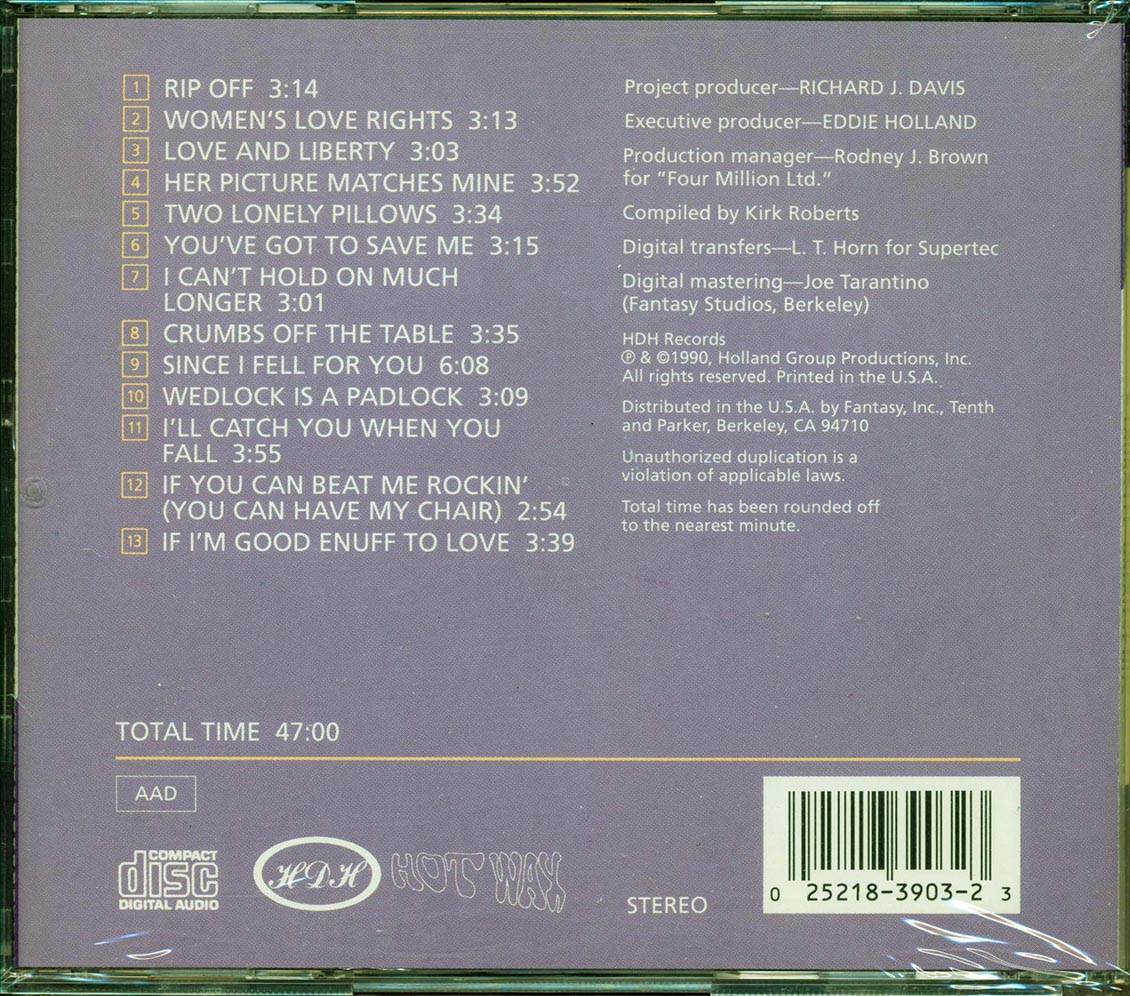 1 RIP OFF 3:14
2 WOMEN'S LOVE RIGHTS 3:13
3 LOVE AND LIBERTY 3:03
4 HER PICTURE MATCHES MINE 3:52
5 TWO LONELY PILLOWS 3:34
6 YOU'VE GOT TO SAVE ME 3:15
7 I CAN'T HOLD ON MUCH
LONGER 3:01
8 CRUMBS OFF THE TABLE 3:35
9 SINCE I FELL FOR YOU 6:08
10 WEDLOCK IS A PADLOCK 3:09
11 I'LL CATCH YOU WHEN YOU
FALL 3:55
12 IF YOU CAN BEAT ME ROCKIN'
(YOU CAN HAVE MY CHAIR) 2:54
13 IF I'M GOOD ENUFF TO LOVE 3:39
Project producer—RICHARD J. DAVIS
Executive producer—EDDIE HOLLAND
Production manager—Rodney J. Brown
for "Four Million Ltd."
Compiled by Kirk Roberts
Digital transfers—L. T. Horn for Supertec
Digital mastering—Joe Tarantino
(Fantasy Studios, Berkeley)
HDH Records
℗ & ©1990, Holland Group Productions, Inc.
All rights reserved. Printed in the U.S.A.
Distributed in the U.S.A. by Fantasy, Inc., Tenth
and Parker, Berkeley, CA 94710
Unauthorized duplication is a
violation of applicable laws.
Total time has been rounded off
to the nearest minute.
TOTAL TIME 47:00
AAD
COMPACT
disc
DIGITAL AUDIO
HDH
HOT WAX
STEREO
0 25218-3903-2 3